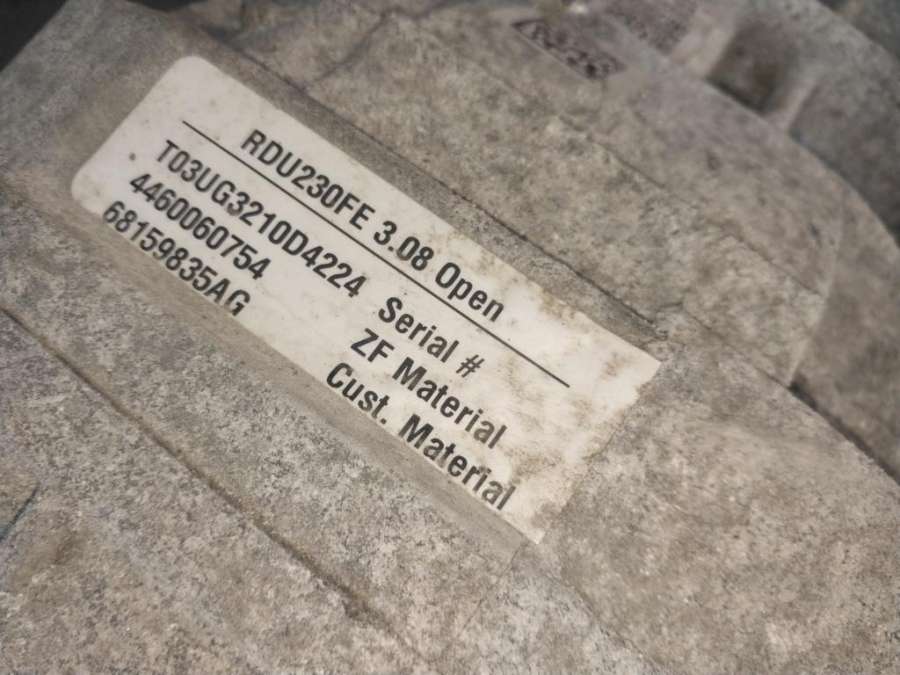 RDU230FE 3.08 Open
T03UG3210D4224 Serial #
4460060754 ZF Material
68159835AG Cust. Material